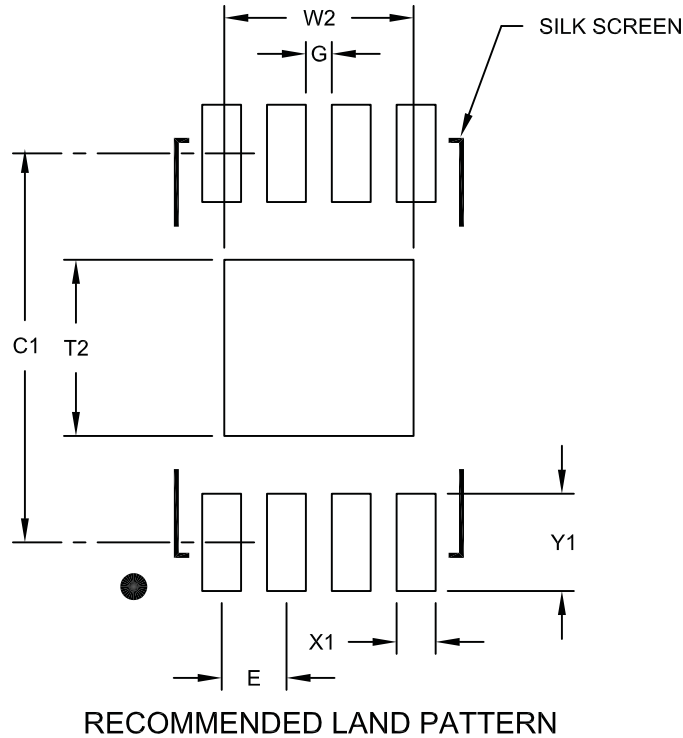 W2
SILK SCREEN
G
C1
T2
Y1
X1
E
RECOMMENDED LAND PATTERN